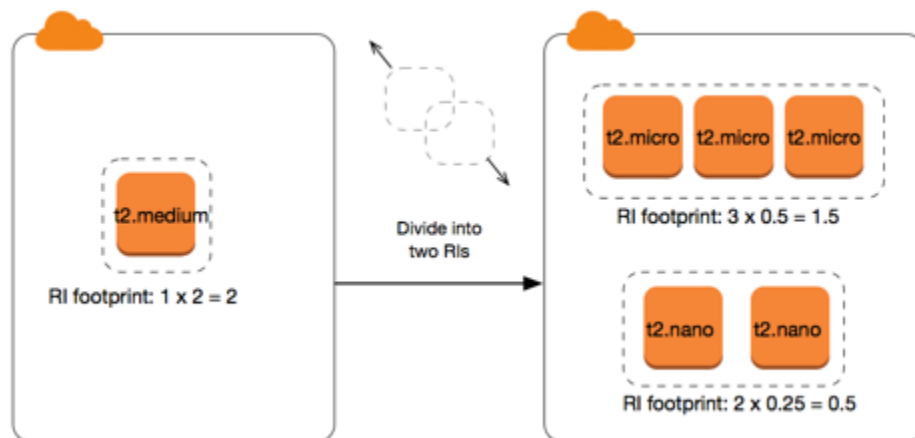 t2.medium
RI footprint: 1 x 2 = 2
Divide into
two RIs
t2.micro t2.micro t2.micro
RI footprint: 3 x 0.5 = 1.5
t2.nano t2.nano
RI footprint: 2 x 0.25 = 0.5